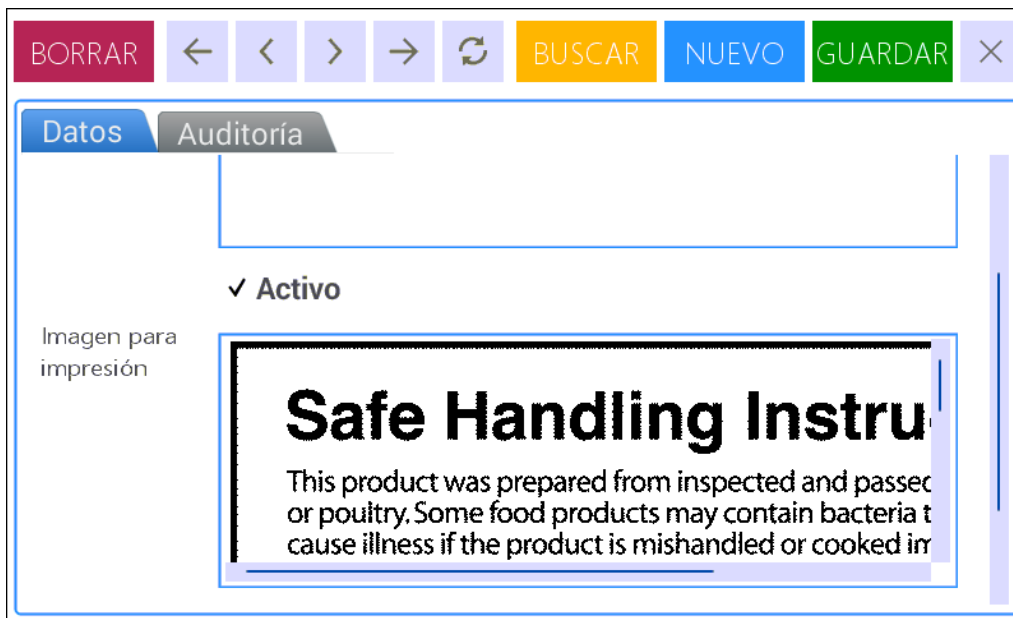 BORRAR BUSCAR NUEVO GUARDAR
Datos Auditoría
Activo
Imagen para
impresión
Safe Handling Instru
This product was prepared from inspected and passed
or poultry. Some food products may contain bacteria
cause illness if the product is mishandled or cooked